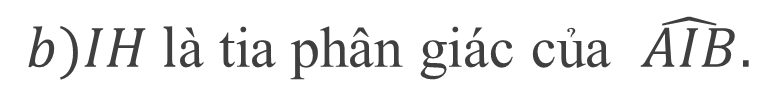 b)IH là tia phân giác của $\widehat{AIB}$.